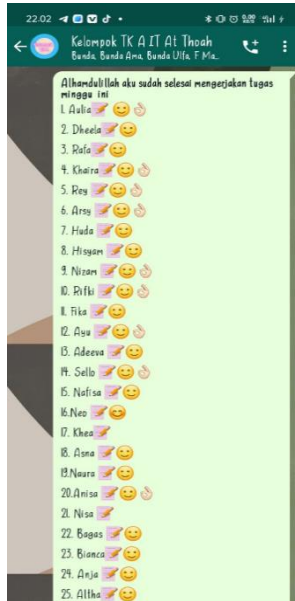 22.02
Kelompok TK A IT At Thoah
Bunda, Bunda Ama, Bunda Ulfa, F Ma...
Alhamdulillah aku sudah selesai mengerjakan tugas
minggu ini
1. Aulia📝😊👌🏻
2. Dheela📝😊
3. Rafa📝😊
4. Khaira📝😊👌🏻
5. Rey 📝😊👌🏻
6. Arsy 📝😊👌🏻
7. Huda 📝😊
8. Hisyam 📝😊
9. Nizam 📝😊👌🏻
10. Rifki 📝😊👌🏻
11. Fika 📝😊
12. Ayu 📝😊👌🏻
13. Adeeva 📝😊
14. Sello 📝😊👌🏻
15. Nafisa 📝😊
16.Neo 📝😊
17. Khea📝
18. Asna 📝😊
19.Naura 📝😊
20.Anisa 📝😊👌🏻
21. Nisa 📝
22. Bagas 📝😊
23. Bianca📝😊
24. Anja 📝😊
25. Altha📝😊